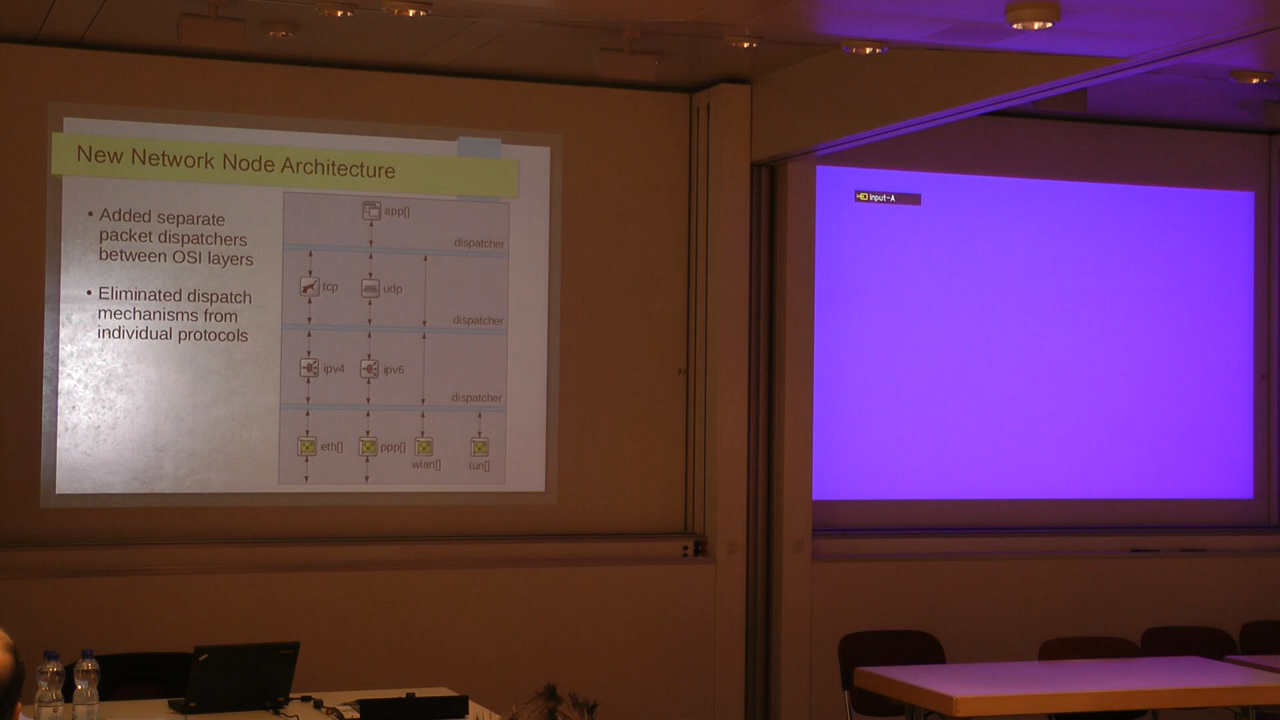 New Network Node Architecture
• Added separate
packet dispatchers
between OSI layers
• Eliminated dispatch
mechanisms from
individual protocols
app[]
dispatcher
tcp
udp
dispatcher
ipv4
ipv6
dispatcher
eth[]
ppp[]
wlan[]
tun[]
Input-A